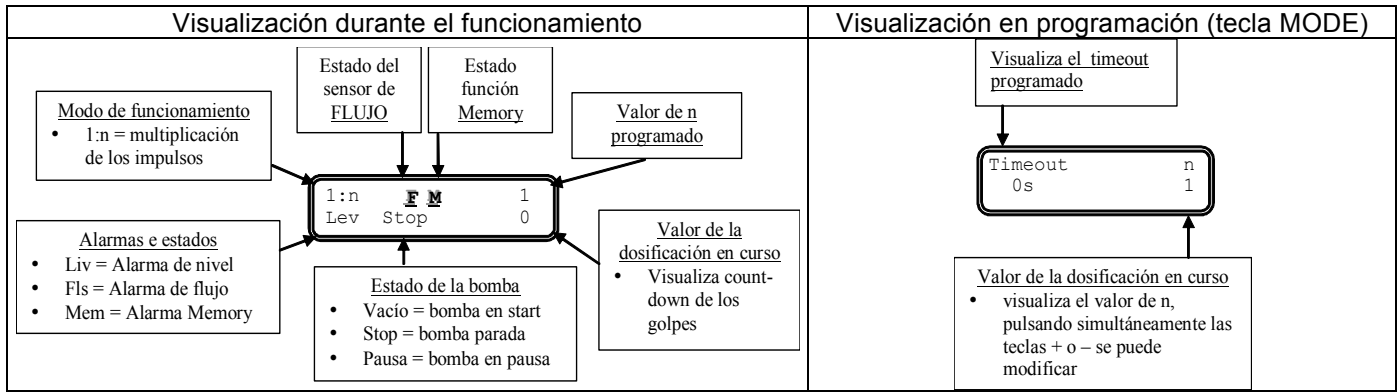 Visualización durante el funcionamiento
Visualización en programación (tecla MODE)
Modo de funcionamiento
• 1:n = multiplicación
de los impulsos
Estado del
sensor de
FLUJO
Estado
función
Memory
Valor de n
programado
1:n F M 1
Lev Stop 0
Alarmas e estados
• Liv = Alarma de nivel
• Fls = Alarma de flujo
• Mem = Alarma Memory
Estado de la bomba
• Vacío = bomba en start
• Stop = bomba parada
• Pausa = bomba en pausa
Valor de la
dosificación en curso
• Visualiza count-
down de los
golpes
Visualiza el timeout
programado
Timeout n
0s 1
Valor de la dosificación en curso
• visualiza el valor de n,
pulsando simultáneamente las
teclas + o – se puede
modificar